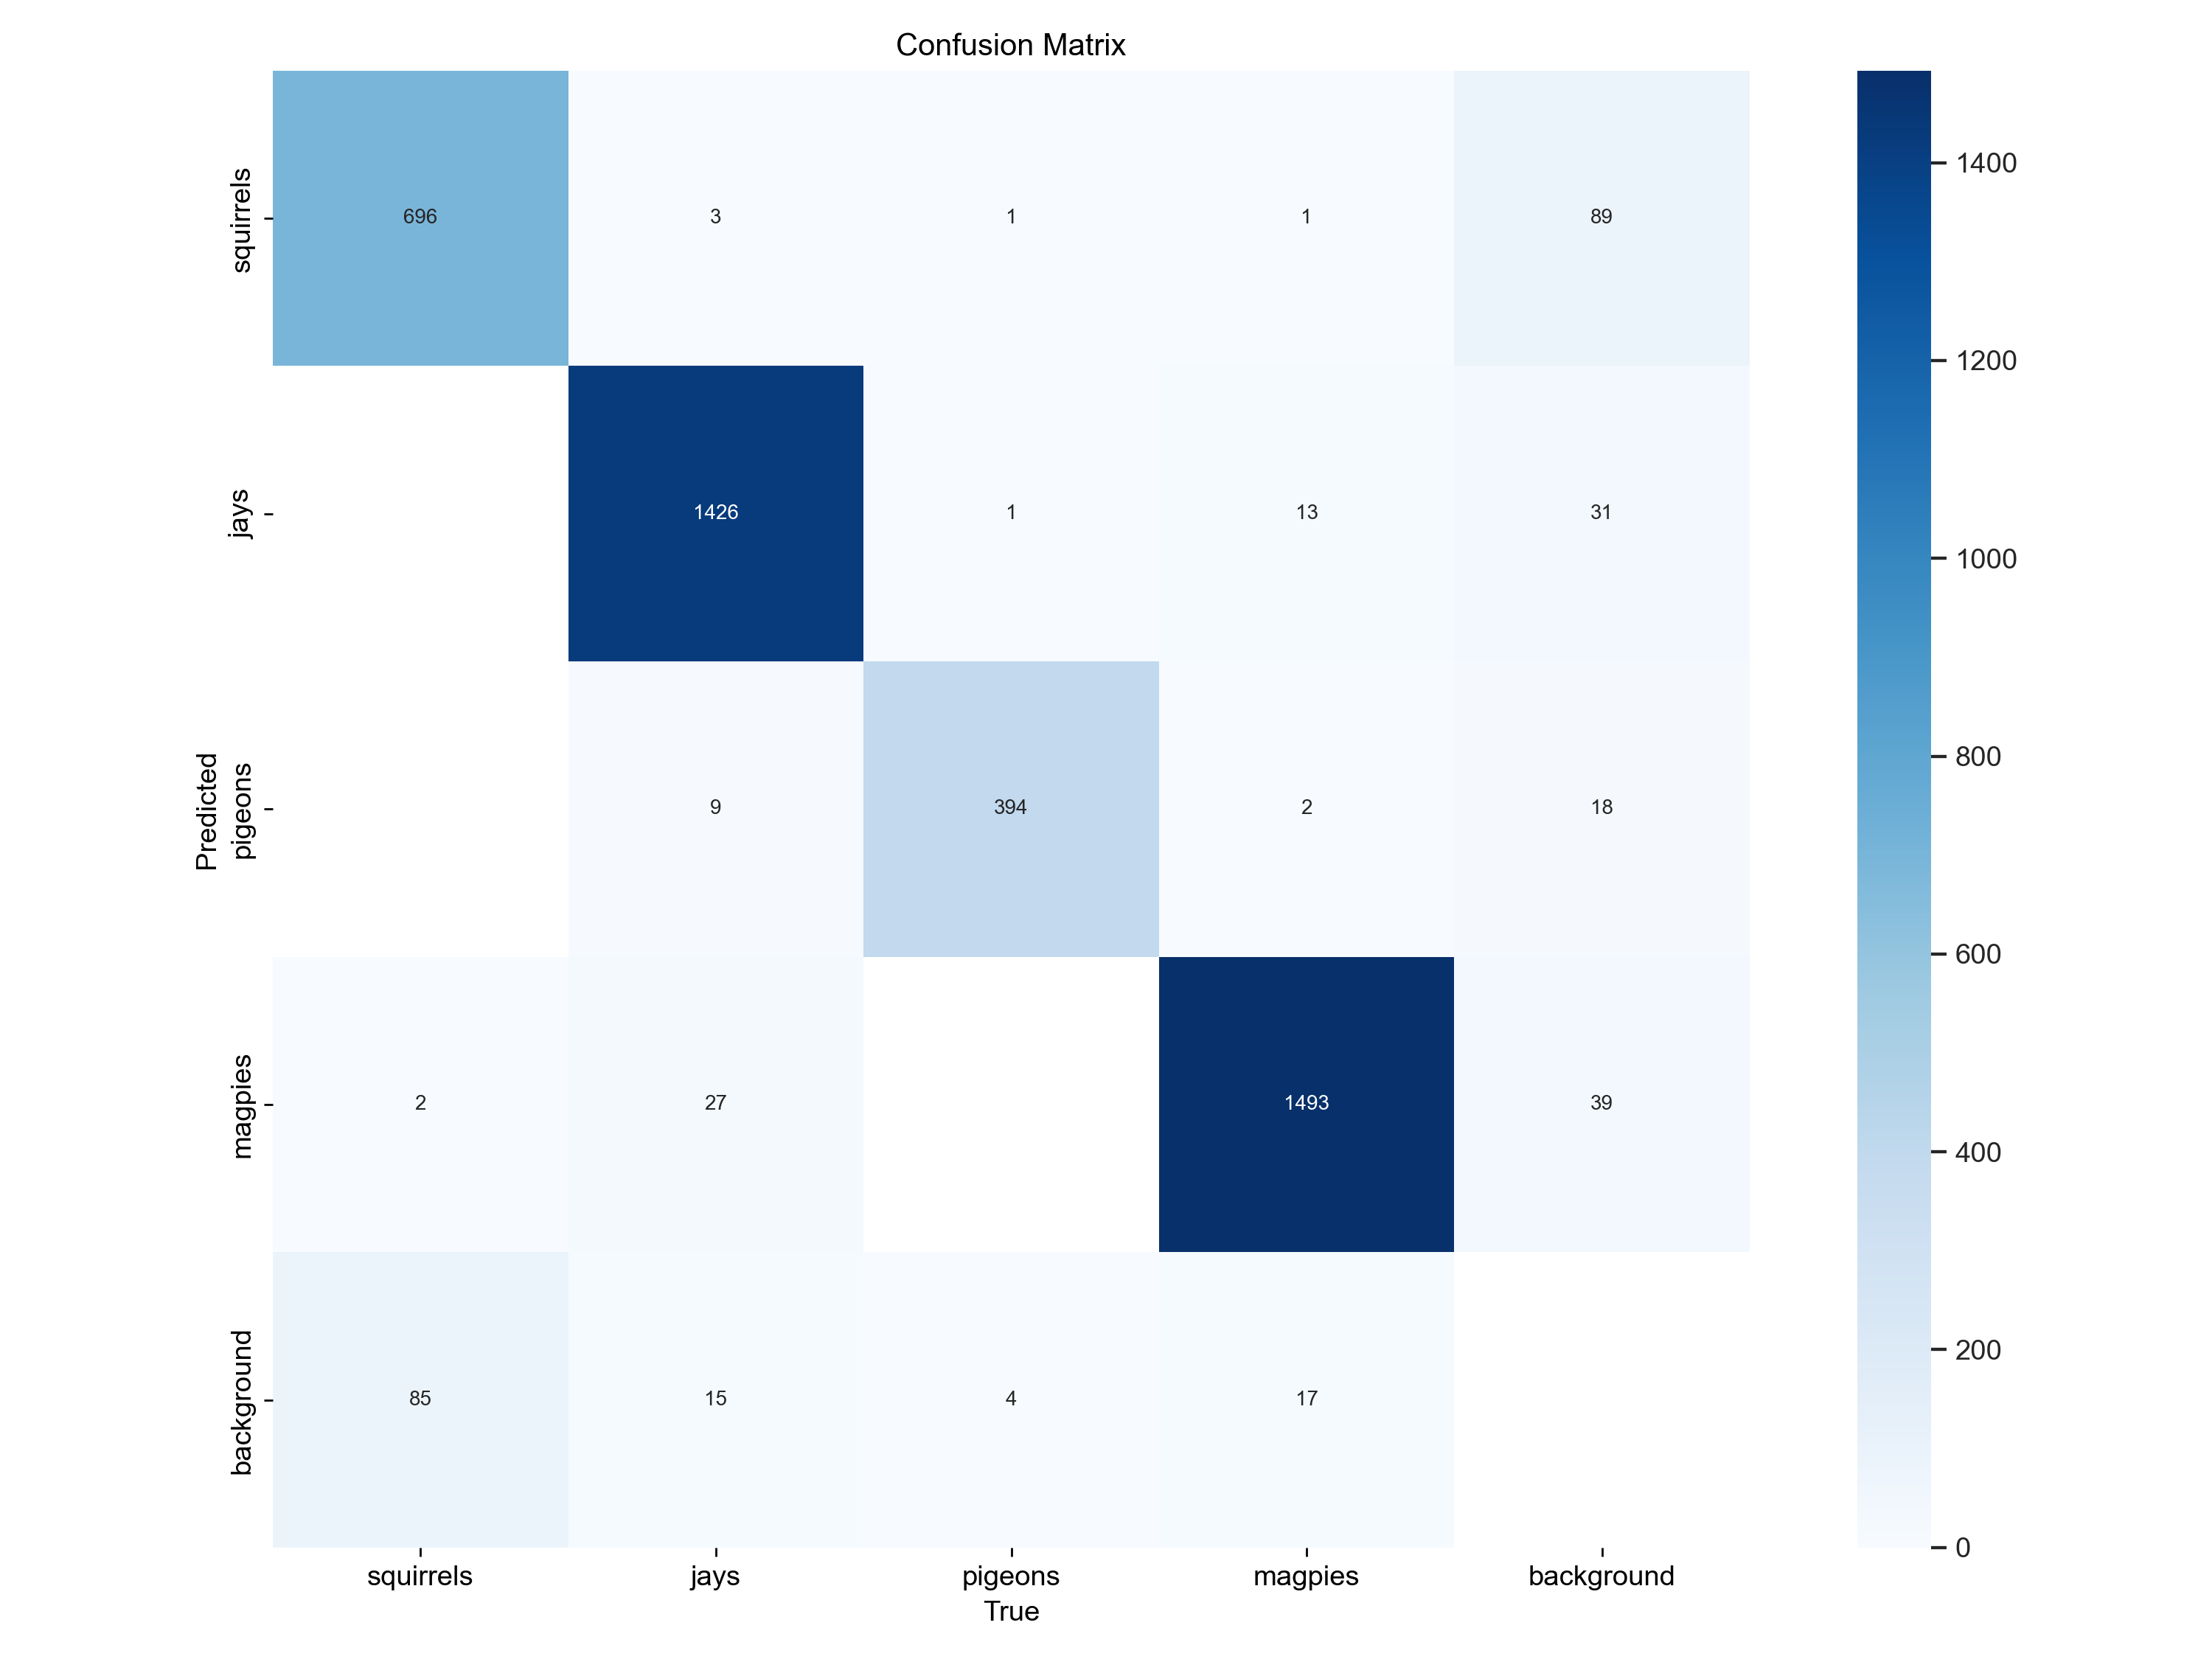 Confusion Matrix
squirrels
696 3 1 1 89
jays
1426 1 13 31
Predicted
pigeons
9 394 2 18
magpies
2 27 1493 39
background
85 15 4 17
squirrels jays pigeons magpies background
True
1400
1200
1000
800
600
400
200
0